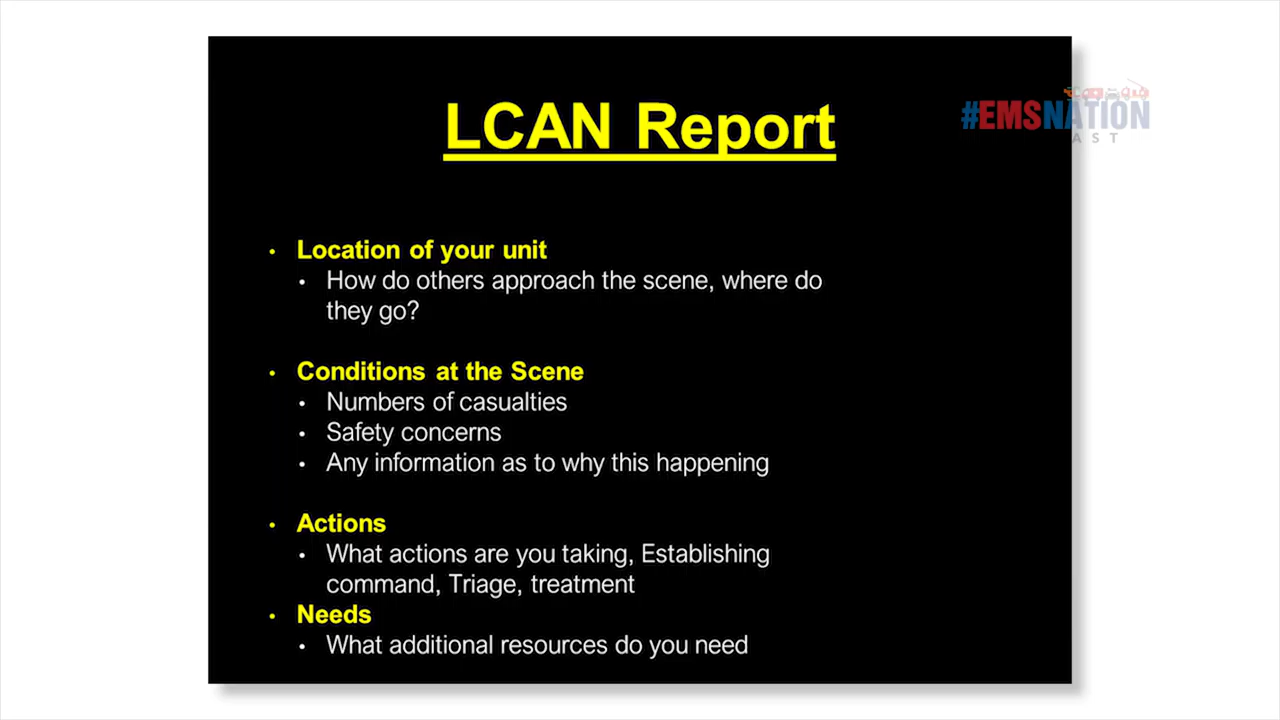 LCAN Report
#EMSNATION
AST
• Location of your unit
• How do others approach the scene, where do
they go?
• Conditions at the Scene
• Numbers of casualties
• Safety concerns
• Any information as to why this happening
• Actions
• What actions are you taking, Establishing
command, Triage, treatment
• Needs
• What additional resources do you need